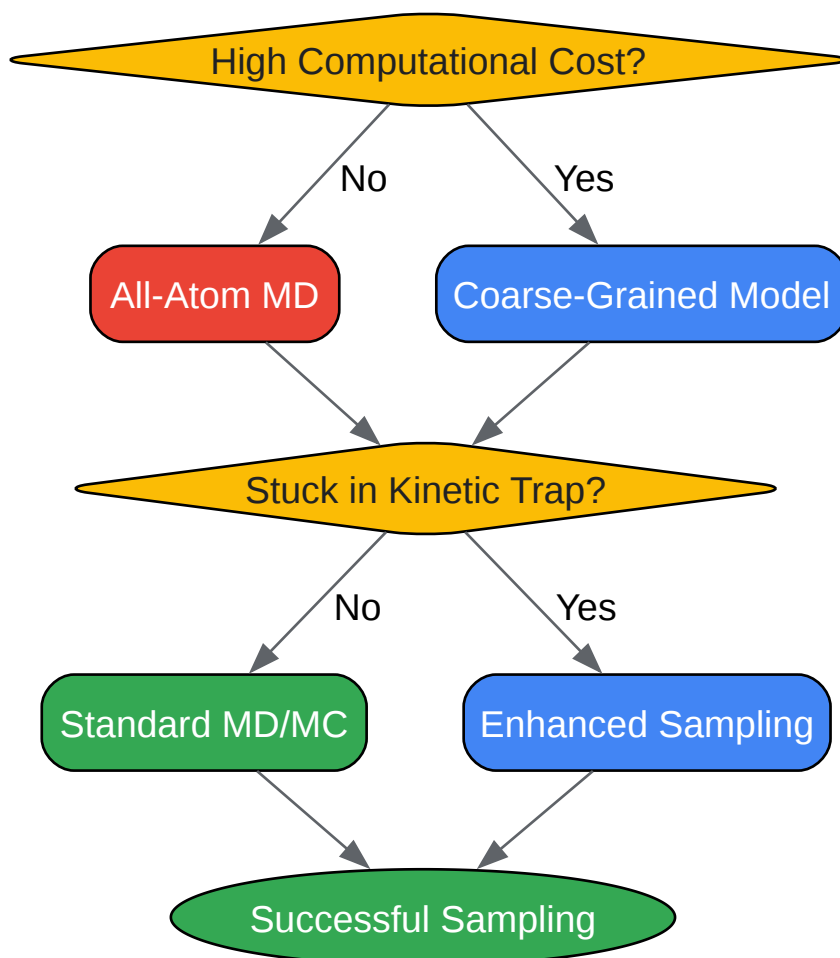 High Computational Cost?
No
Yes
All-Atom MD
Coarse-Grained Model
Stuck in Kinetic Trap?
No
Yes
Standard MD/MC
Enhanced Sampling
Successful Sampling